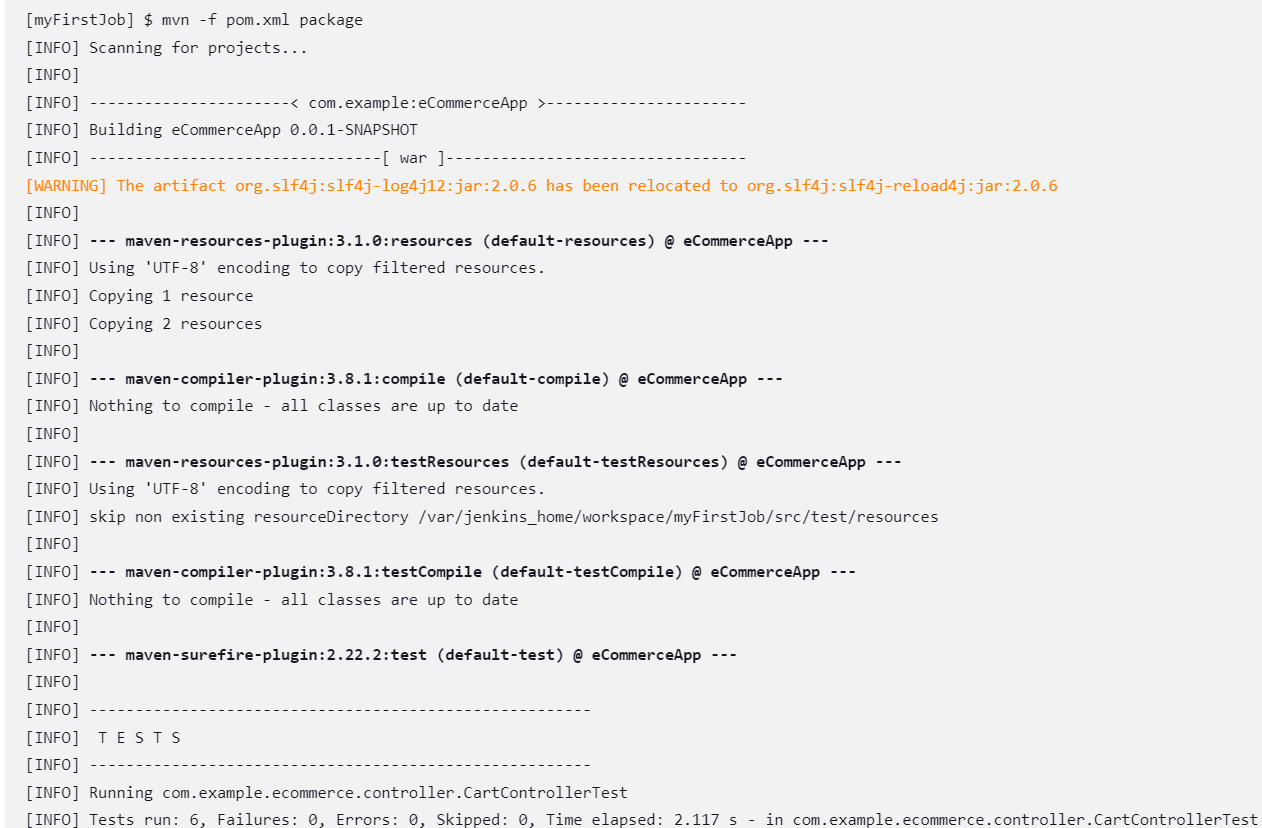 [myFirstJob] $ mvn -f pom.xml package
[INFO] Scanning for projects...
[INFO]
[INFO] ----------------------< com.example:eCommerceApp >----------------------
[INFO] Building eCommerceApp 0.0.1-SNAPSHOT
[INFO] --------------------------------[ war ]---------------------------------
[WARNING] The artifact org.slf4j:slf4j-log4j12:jar:2.0.6 has been relocated to org.slf4j:slf4j-reload4j:jar:2.0.6
[INFO]
[INFO] --- maven-resources-plugin:3.1.0:resources (default-resources) @ eCommerceApp ---
[INFO] Using 'UTF-8' encoding to copy filtered resources.
[INFO] Copying 1 resource
[INFO] Copying 2 resources
[INFO]
[INFO] --- maven-compiler-plugin:3.8.1:compile (default-compile) @ eCommerceApp ---
[INFO] Nothing to compile - all classes are up to date
[INFO]
[INFO] --- maven-resources-plugin:3.1.0:testResources (default-testResources) @ eCommerceApp ---
[INFO] Using 'UTF-8' encoding to copy filtered resources.
[INFO] skip non existing resourceDirectory /var/jenkins_home/workspace/myFirstJob/src/test/resources
[INFO]
[INFO] --- maven-compiler-plugin:3.8.1:testCompile (default-testCompile) @ eCommerceApp ---
[INFO] Nothing to compile - all classes are up to date
[INFO]
[INFO] --- maven-surefire-plugin:2.22.2:test (default-test) @ eCommerceApp ---
[INFO]
[INFO] -------------------------------------------------------
[INFO]  T E S T S
[INFO] -------------------------------------------------------
[INFO] Running com.example.ecommerce.controller.CartControllerTest
[INFO] Tests run: 6, Failures: 0, Errors: 0, Skipped: 0, Time elapsed: 2.117 s - in com.example.ecommerce.controller.CartControllerTest